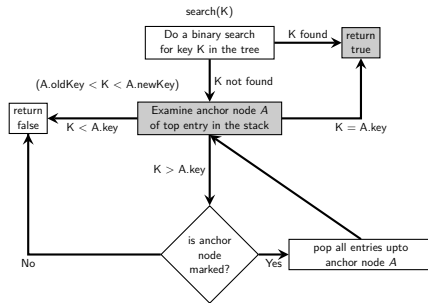 search(K)
Do a binary search
for key K in the tree
K found
return
true
K not found
(A.oldKey < K < A.newKey)
return
false
K < A.key
Examine anchor node A
of top entry in the stack
K = A.key
K > A.key
is anchor
node
marked?
No
Yes
pop all entries upto
anchor node A